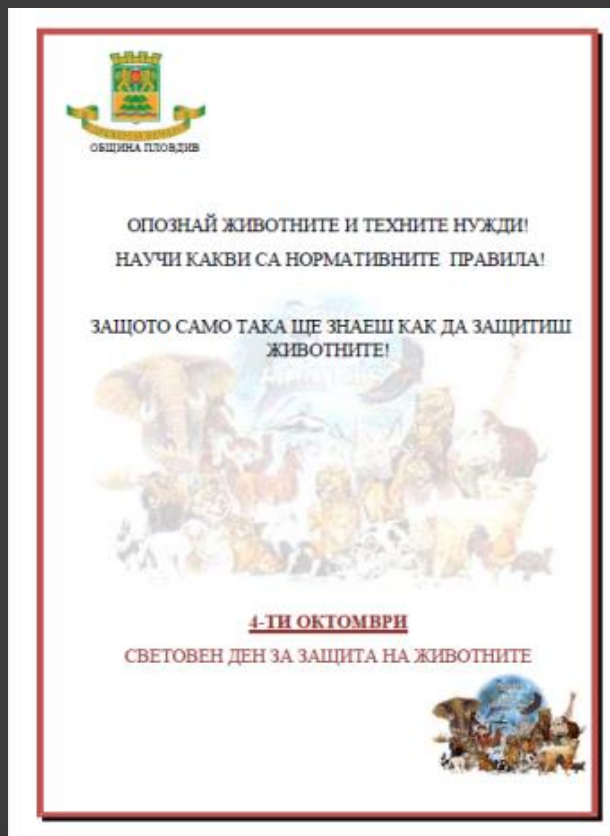 ОБЩИНА ПЛОВДИВ
ОПОЗНАЙ ЖИВОТНИТЕ И ТЕХНИТЕ НУЖДИ!
НАУЧИ КАКВИ СА НОРМАТИВНИТЕ ПРАВИЛА!
ЗАЩОТО САМО ТАКА ЩЕ ЗНАЕШ КАК ДА ЗАЩИТИШ
ЖИВОТНИТЕ!
Animals
4-ТИ ОКТОМВРИ
СВЕТОВЕН ДЕН ЗА ЗАЩИТА НА ЖИВОТНИТЕ